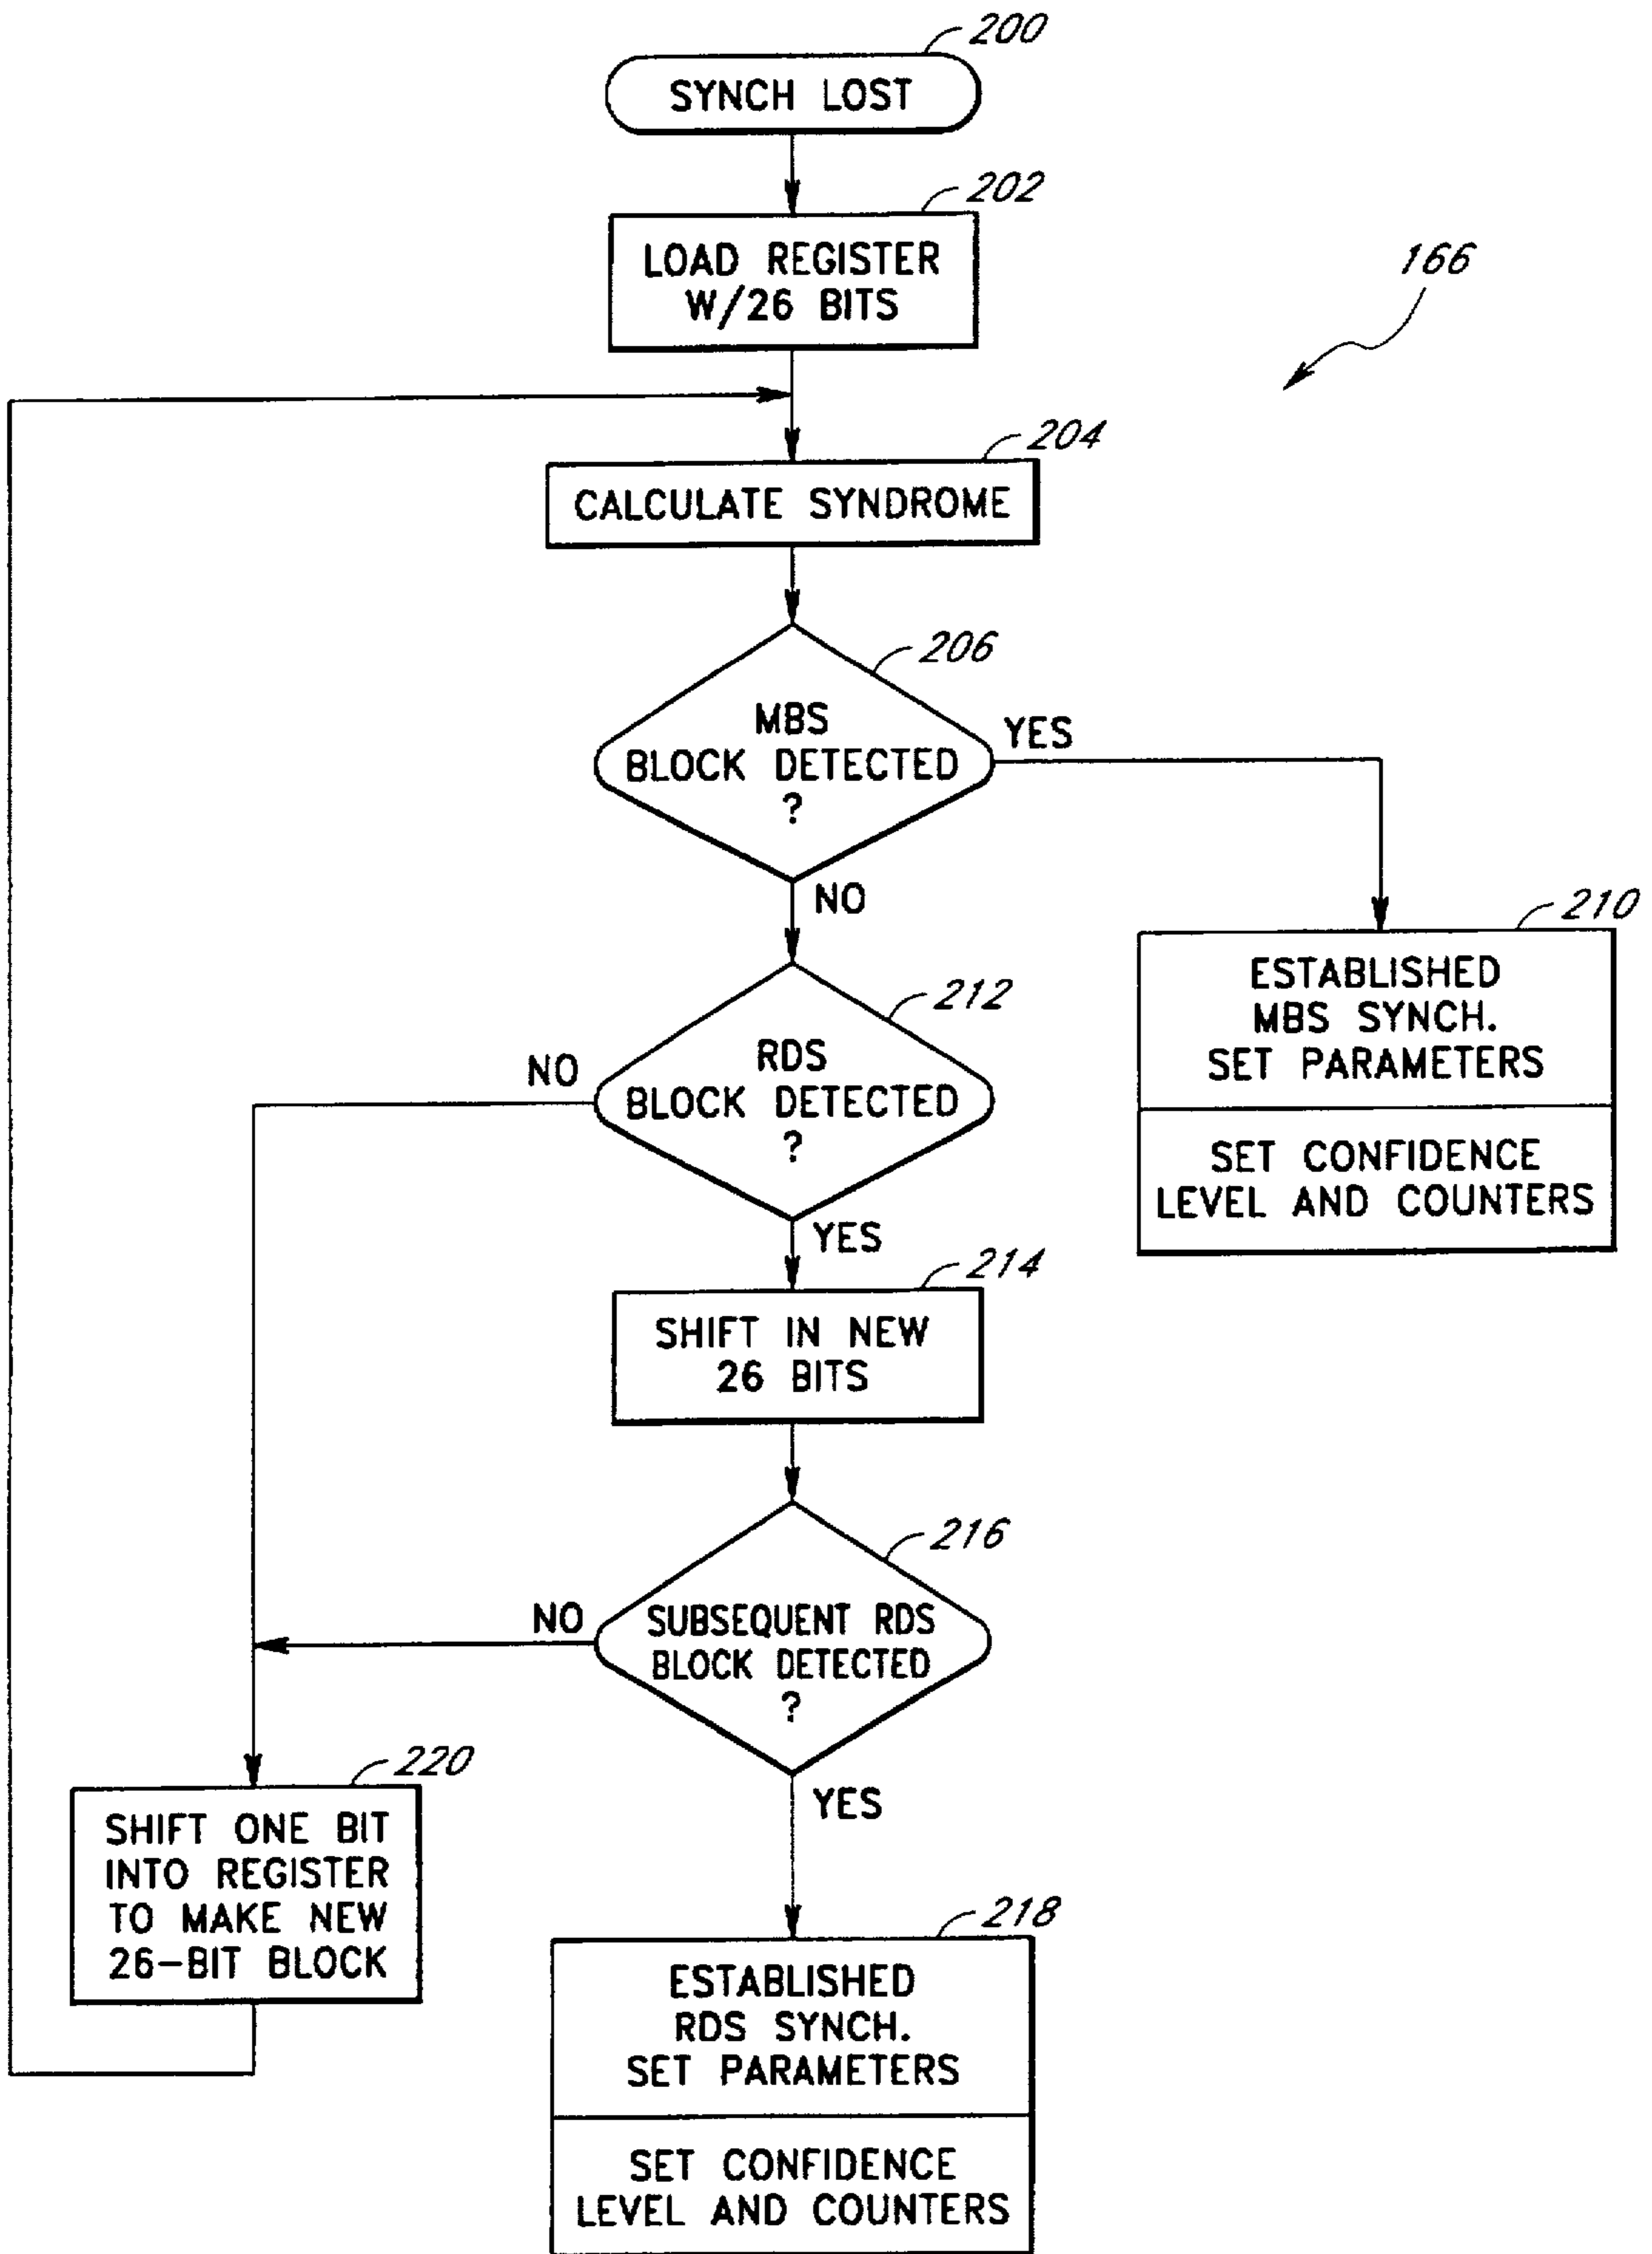 200
SYNCH LOST
202
LOAD REGISTER
W/26 BITS
166
204
CALCULATE SYNDROME
206
MBS
BLOCK DETECTED
?
YES
NO
210
ESTABLISHED
MBS SYNCH.
SET PARAMETERS
SET CONFIDENCE
LEVEL AND COUNTERS
212
RDS
BLOCK DETECTED
?
NO
YES
214
SHIFT IN NEW
26 BITS
216
SUBSEQUENT RDS
BLOCK DETECTED
?
NO
YES
220
SHIFT ONE BIT
INTO REGISTER
TO MAKE NEW
26-BIT BLOCK
218
ESTABLISHED
RDS SYNCH.
SET PARAMETERS
SET CONFIDENCE
LEVEL AND COUNTERS